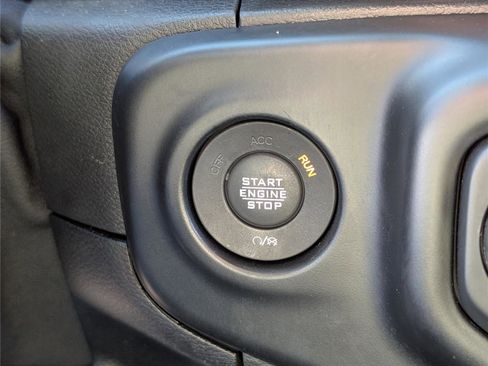 OFF ACC RUN
START
ENGINE
STOP